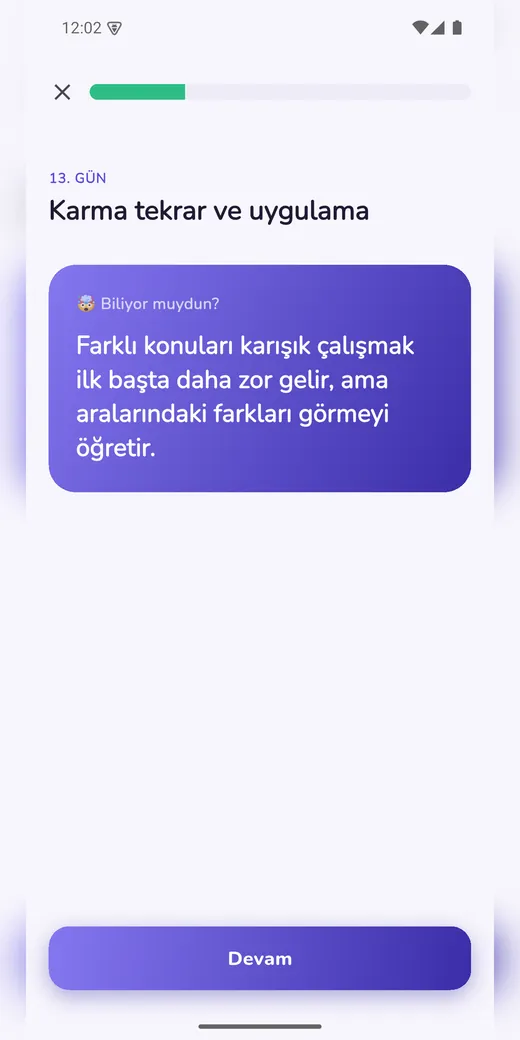 12:02
13. GÜN
Karma tekrar ve uygulama
🤯 Biliyor muydun?
Farklı konuları karışık çalışmak
ilk başta daha zor gelir, ama
aralarındaki farkları görmeyi
öğretir.
Devam